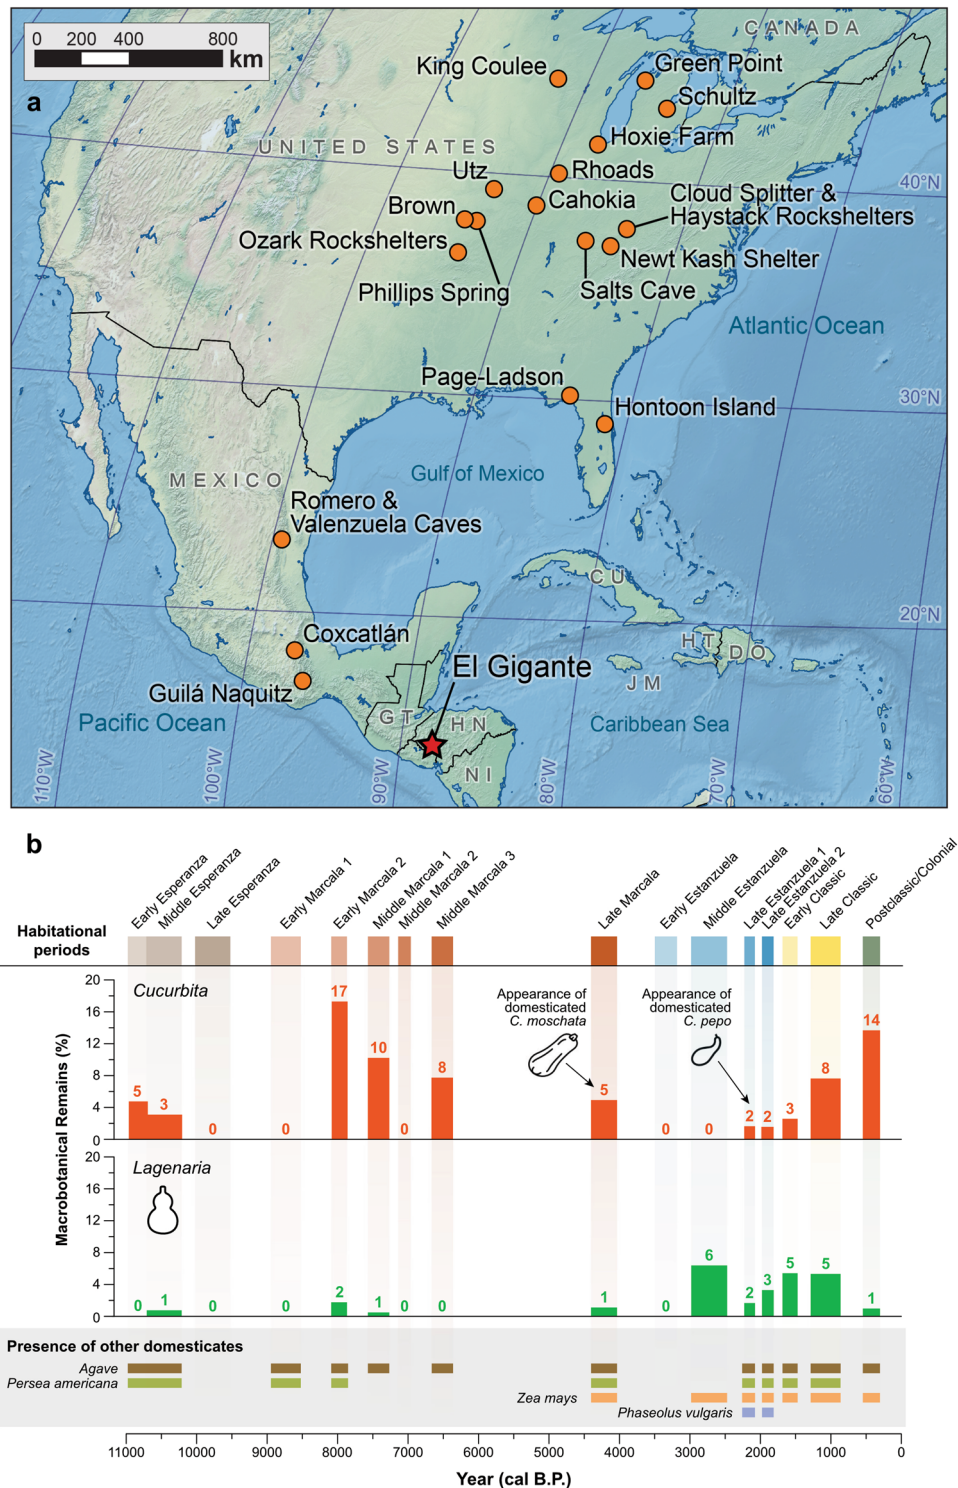 0 200 400 800
km
a
CANADA
King Coulee
Green Point
Schultz
Hoxie Farm
UNITED STATES
Utz
Rhoads
40°N
Brown
Cahokia
Cloud Splitter &
Haystack Rockshelters
Ozark Rockshelters
Newt Kash Shelter
Phillips Spring
Salts Cave
Atlantic Ocean
Page-Ladson
30°N
Hontoon Island
MEXICO
Gulf of Mexico
Romero &
Valenzuela Caves
CU
20°N
Coxcatlán
HT
DO
El Gigante
JM
Guilá Naquitz
Pacific Ocean
GT
HN
Caribbean Sea
NI
110°W
100°W
90°W
80°W
70°W
60°W
b
Early Esperanza
Middle Esperanza
Late Esperanza
Early Marcala 1
Early Marcala 2
Middle Marcala 1
Middle Marcala 2
Middle Marcala 3
Late Marcala
Early Estanzuela
Middle Estanzuela
Late Estanzuela 1
Late Estanzuela 2
Early Classic
Late Classic
Postclassic/Colonial
Habitational
periods
Macrobotanical Remains (%)
20
16
12
8
4
0
Cucurbita
5 3 0 0 17 10 0 8 5 0 0 2 2 3 8 14
Appearance of
domesticated
C. moschata
Appearance of
domesticated
C. pepo
20
16
12
8
4
0
Lagenaria
0 1 0 0 2 1 0 0 1 0 6 2 3 5 5 1
Presence of other domesticates
Agave
Persea americana
Zea mays
Phaseolus vulgaris
11000 10000 9000 8000 7000 6000 5000 4000 3000 2000 1000 0
Year (cal B.P.)